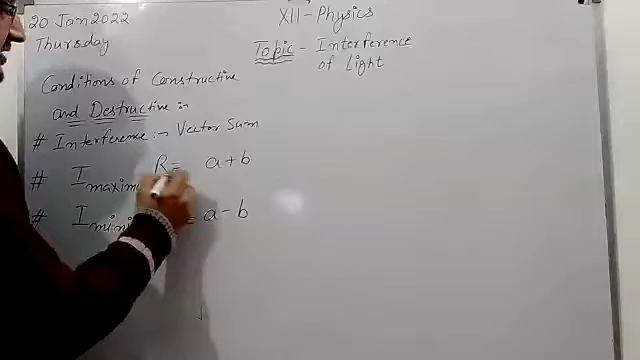 20 Jan 2022
Thursday
XII - Physics
Topic - Interference
of Light
Conditions of Constructive
and Destructive in
# Interference :- Vector Sum
# I R = a + b
# I = a - b